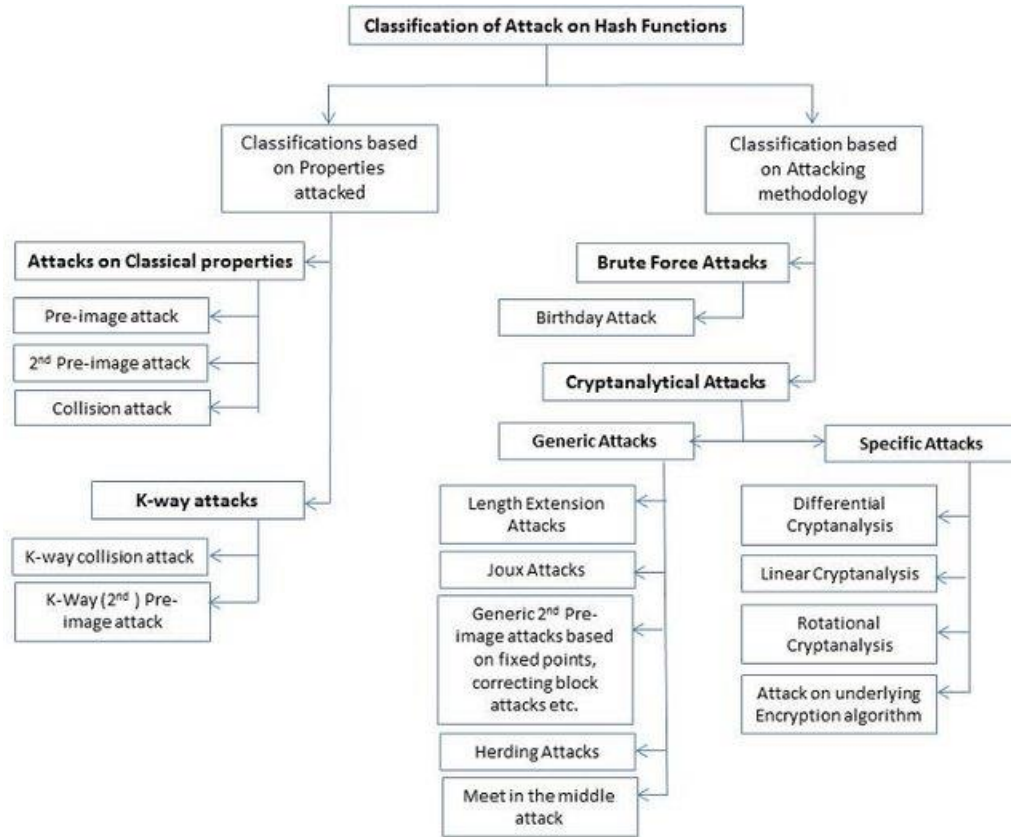 Classification of Attack on Hash Functions
Classifications based
on Properties
attacked
Attacks on Classical properties
Pre-image attack
2nd Pre-image attack
Collision attack
K-way attacks
K-way collision attack
K-Way (2nd ) Pre-
image attack
Classification based
on Attacking
methodology
Brute Force Attacks
Birthday Attack
Cryptanalytical Attacks
Generic Attacks
Length Extension
Attacks
Joux Attacks
Generic 2nd Pre-
image attacks based
on fixed points,
correcting block
attacks etc.
Herding Attacks
Meet in the middle
attack
Specific Attacks
Differential
Cryptanalysis
Linear Cryptanalysis
Rotational
Cryptanalysis
Attack on underlying
Encryption algorithm